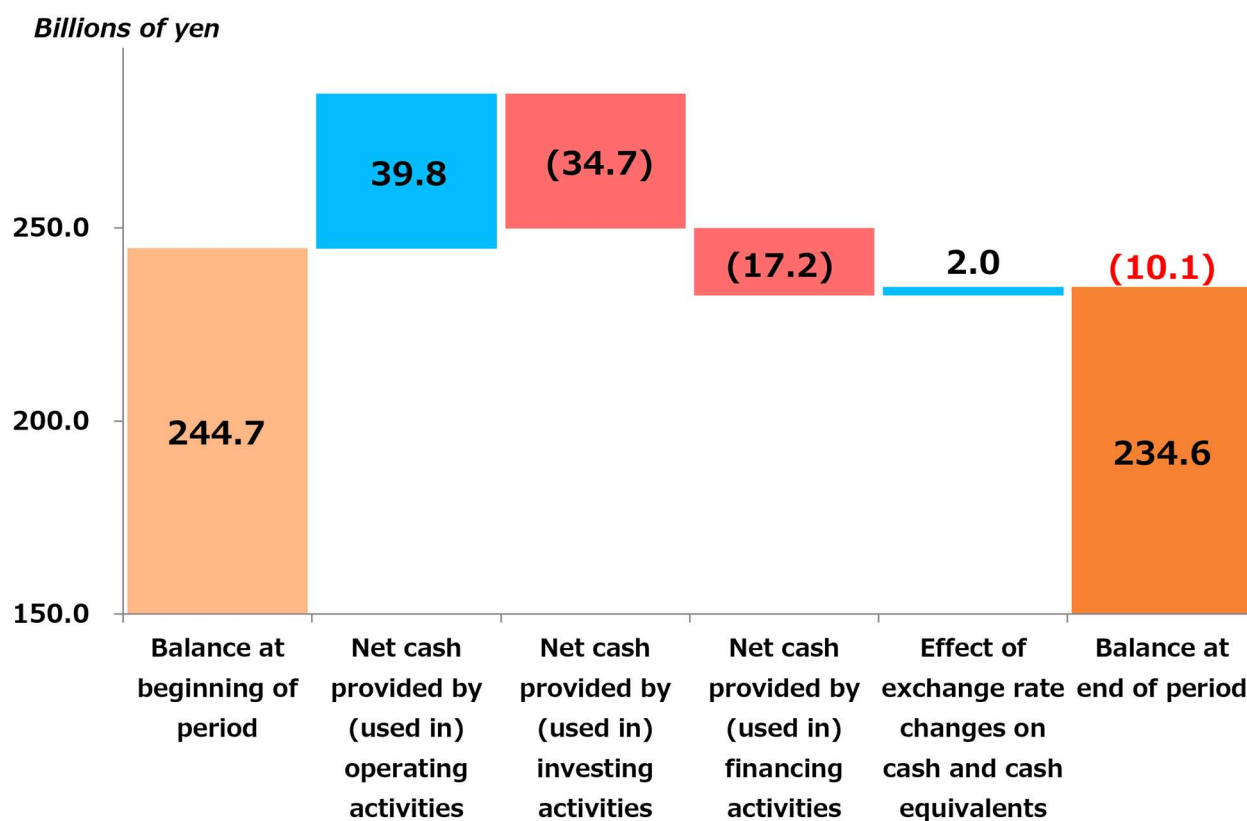 Billions of yen
250.0
200.0
150.0
244.7
39.8
(34.7)
(17.2)
2.0
(10.1)
234.6
Balance at
beginning of
period
Net cash
provided by
(used in)
operating
activities
Net cash
provided by
(used in)
investing
activities
Net cash
provided by
(used in)
financing
activities
Effect of
exchange rate
changes on
cash and cash
equivalents
Balance at
end of period